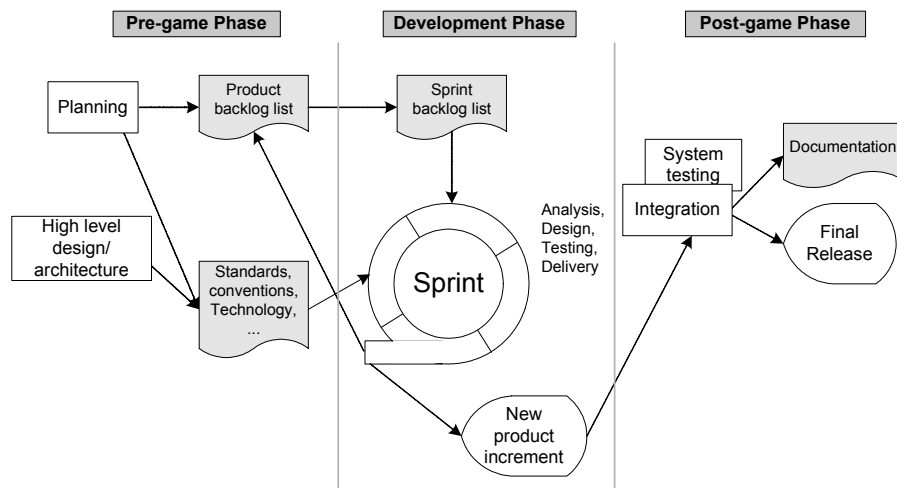 Pre-game Phase
Development Phase
Post-game Phase
Planning
Product
backlog list
Sprint
backlog list
High level
design/
architecture
Standards,
conventions,
Technology,
...
Sprint
Analysis,
Design,
Testing,
Delivery
New
product
increment
System
testing
Integration
Documentation
Final
Release